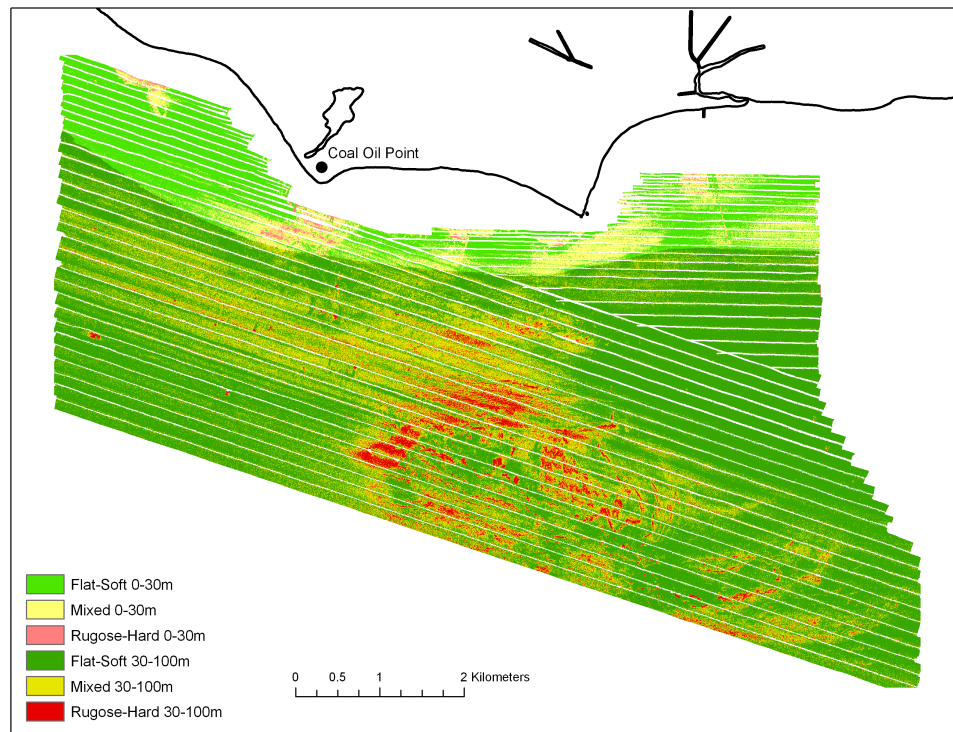 Coal Oil Point
Flat-Soft 0-30m
Mixed 0-30m
Rugose-Hard 0-30m
Flat-Soft 30-100m
Mixed 30-100m
Rugose-Hard 30-100m
0 0.5 1 2 Kilometers